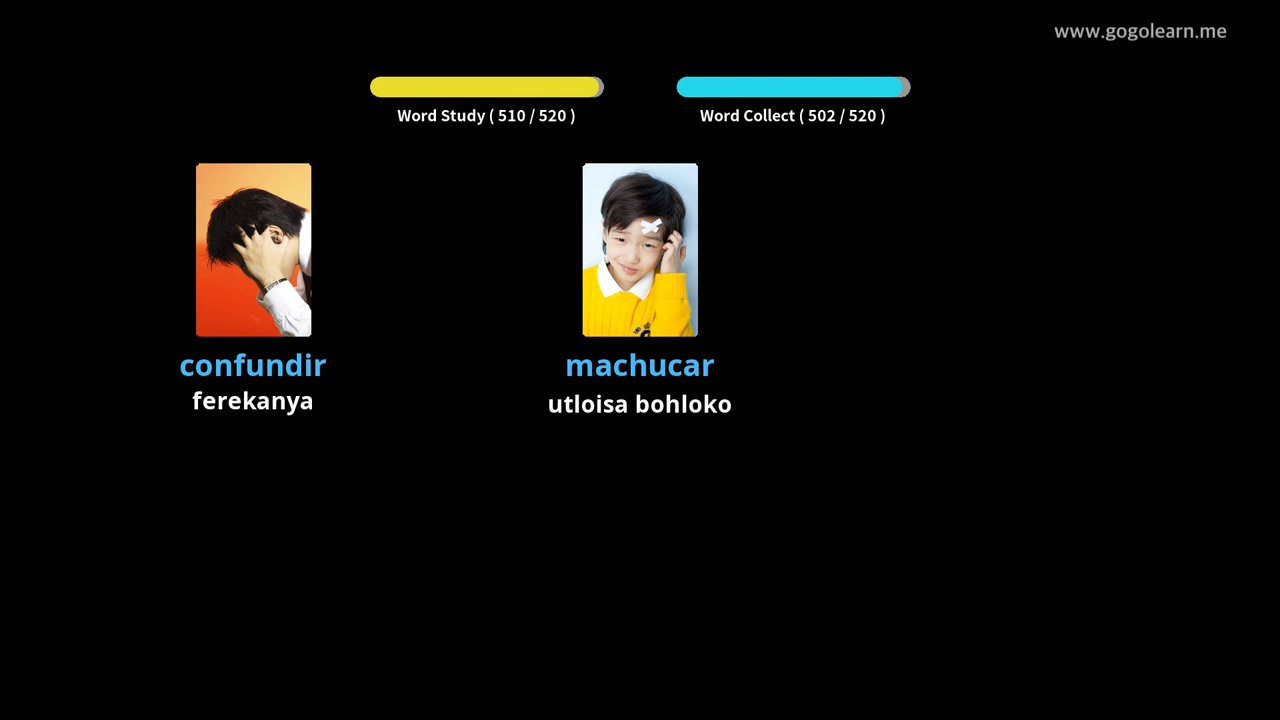 www.gogolearn.me
Word Study ( 510 / 520 )
Word Collect ( 502 / 520 )
confundir
ferekanya
machucar
utloisa bohloko